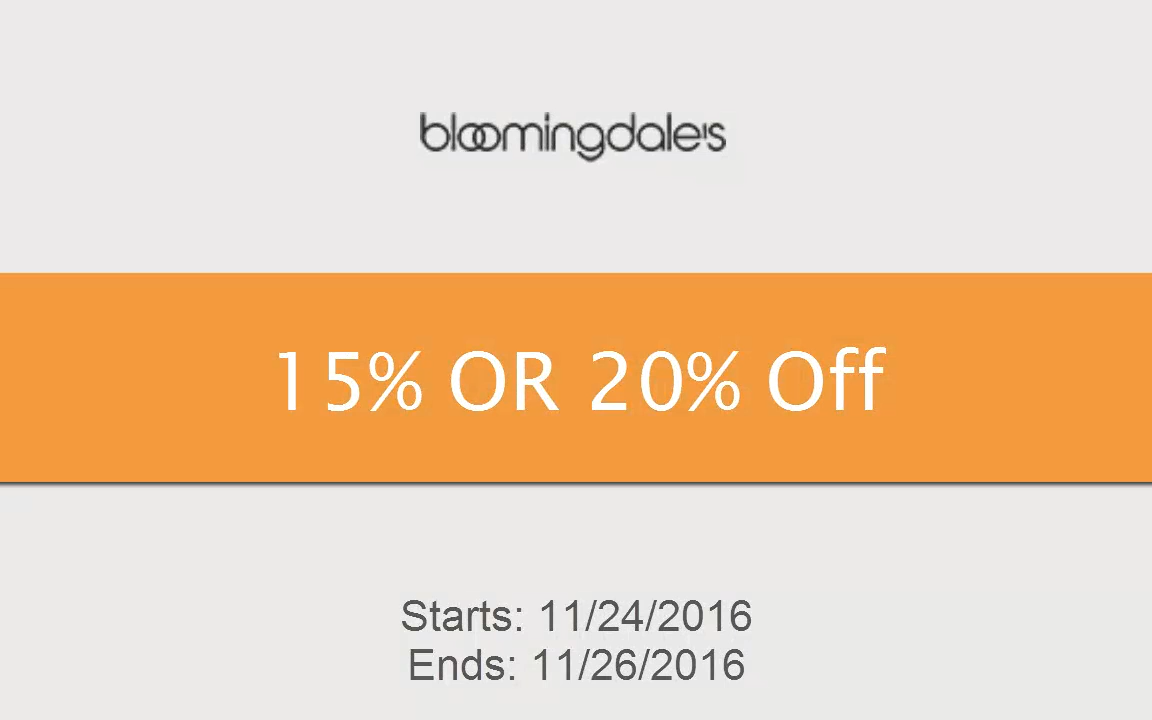 bloomingdale's
15% OR 20% Off
Starts: 11/24/2016
Ends: 11/26/2016